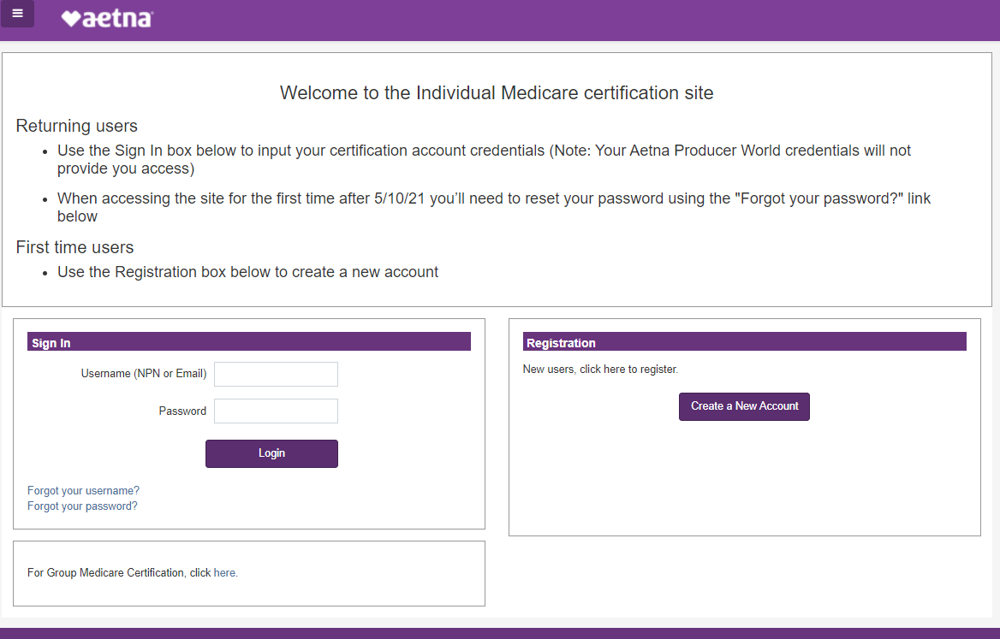 aetna
Welcome to the Individual Medicare certification site
Returning users
Use the Sign In box below to input your certification account credentials (Note: Your Aetna Producer World credentials will not
provide you access)
When accessing the site for the first time after 5/10/21 you’ll need to reset your password using the "Forgot your password?" link
below
First time users
Use the Registration box below to create a new account
Sign In
Username (NPN or Email)
Password
Login
Forgot your username?
Forgot your password?
Registration
New users, click here to register.
Create a New Account
For Group Medicare Certification, click here.